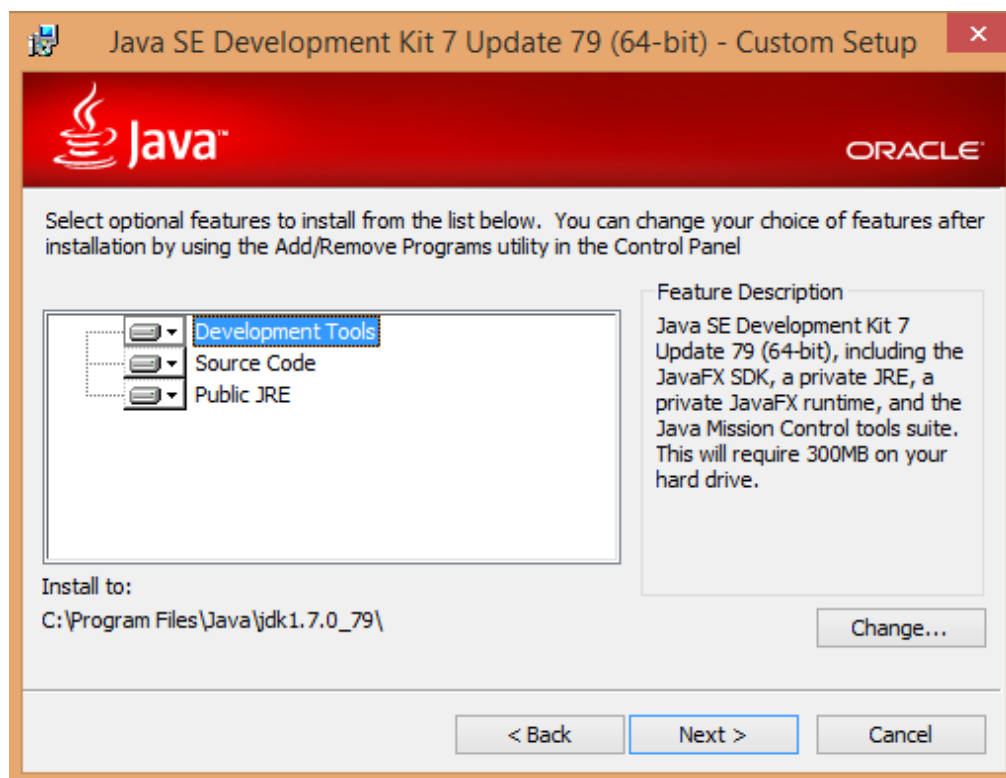 Java SE Development Kit 7 Update 79 (64-bit) - Custom Setup
Java™
ORACLE®
Select optional features to install from the list below. You can change your choice of features after
installation by using the Add/Remove Programs utility in the Control Panel
Development Tools
Source Code
Public JRE
Feature Description
Java SE Development Kit 7
Update 79 (64-bit), including the
JavaFX SDK, a private JRE, a
private JavaFX runtime, and the
Java Mission Control tools suite.
This will require 300MB on your
hard drive.
Install to:
C:\Program Files\Java\jdk1.7.0_79\
Change...
< Back
Next >
Cancel